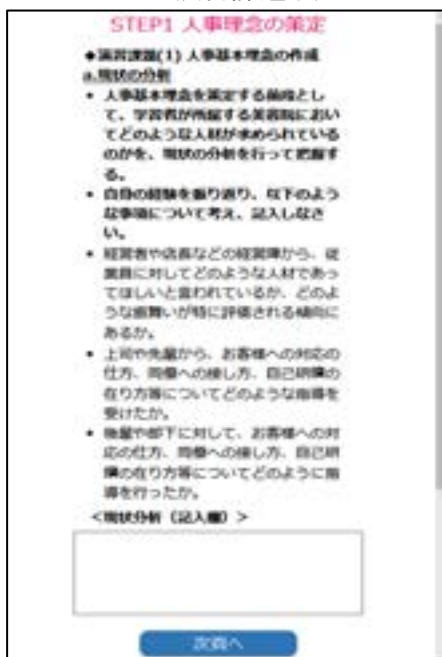 STEP1 人事理念の策定
◆演習課題(1) 人事基本理念の作成
a.現状の分析
• 人事基本理念を策定する前段とし
て、学習者が所属する美容院におい
てどのような人材が求められている
のかを、現状の分析を行って把握す
る。
• 自身の経験を振り返り、以下のよう
な事項について考え、記入しなさ
い。
• 経営者や店長などの経営陣から、従
業員に対してどのような人材であっ
てほしいと言われているか、どのよ
うな振舞いが特に評価される傾向に
あるか。
• 上司や先輩から、お客様への対応の
仕方、同僚への接し方、自己研鑽の
在り方等についてどのような指導を
受けたか。
• 後輩や部下に対して、お客様への対
応の仕方、同僚への接し方、自己研
鑽の在り方等についてどのように指
導を行ったか。
＜現状分析（記入欄）＞
次頁へ